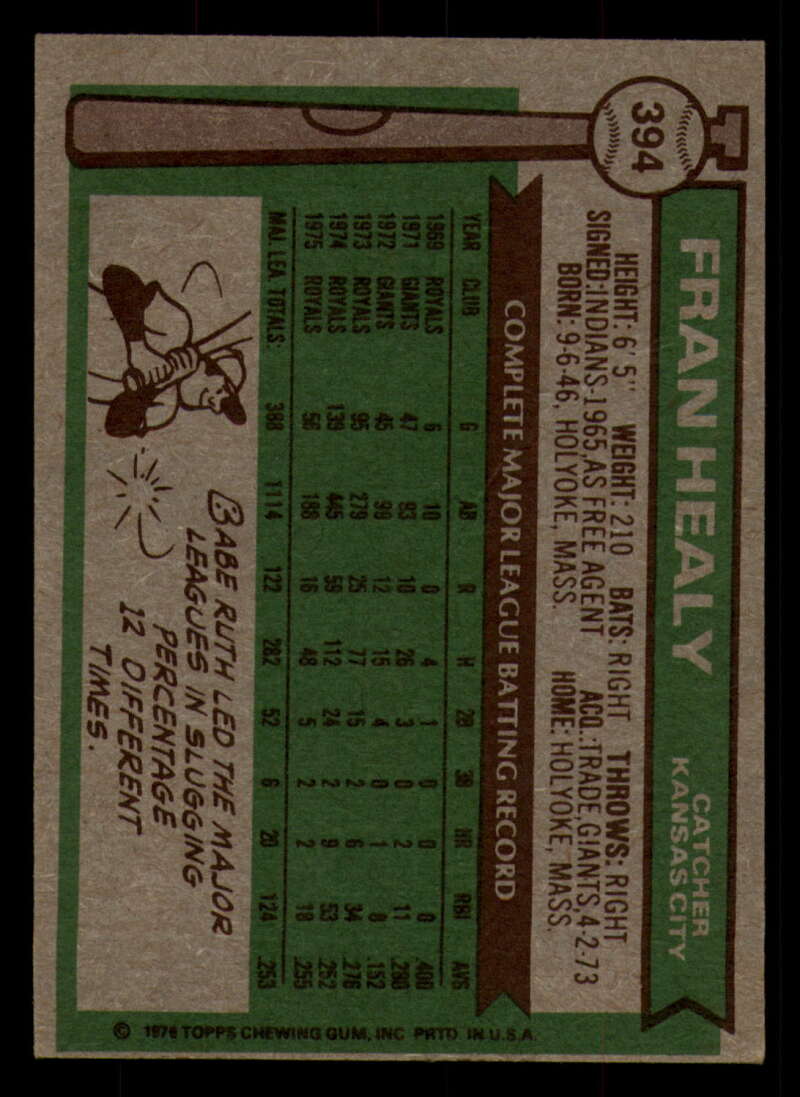 394
FRAN HEALY
CATCHER
KANSAS CITY
HEIGHT: 6' 5" WEIGHT: 210 BATS: RIGHT THROWS: RIGHT
SIGNED: INDIANS-1965, AS FREE AGENT ACQ.: TRADE, GIANTS, 4-2-73
BORN: 9-6-46, HOLYOKE, MASS. HOME: HOLYOKE, MASS.
COMPLETE MAJOR LEAGUE BATTING RECORD
YEAR CLUB G AB R H 2B 3B HR RBI AVG
1969 ROYALS 6 10 0 4 1 0 0 0 .400
1971 GIANTS 47 93 10 26 3 0 2 11 .280
1972 GIANTS 45 99 12 15 4 0 1 8 .152
1973 ROYALS 95 279 25 77 15 2 6 34 .276
1974 ROYALS 139 445 59 112 24 2 9 53 .252
1975 ROYALS 56 188 16 48 5 2 2 18 .255
MAJ. LEA. TOTALS: 388 1114 122 282 52 6 20 124 .253
BABE RUTH LED THE MAJOR
LEAGUES IN SLUGGING
PERCENTAGE
12 DIFFERENT
TIMES.
© 1976 TOPPS CHEWING GUM, INC PRTD. IN U.S.A.